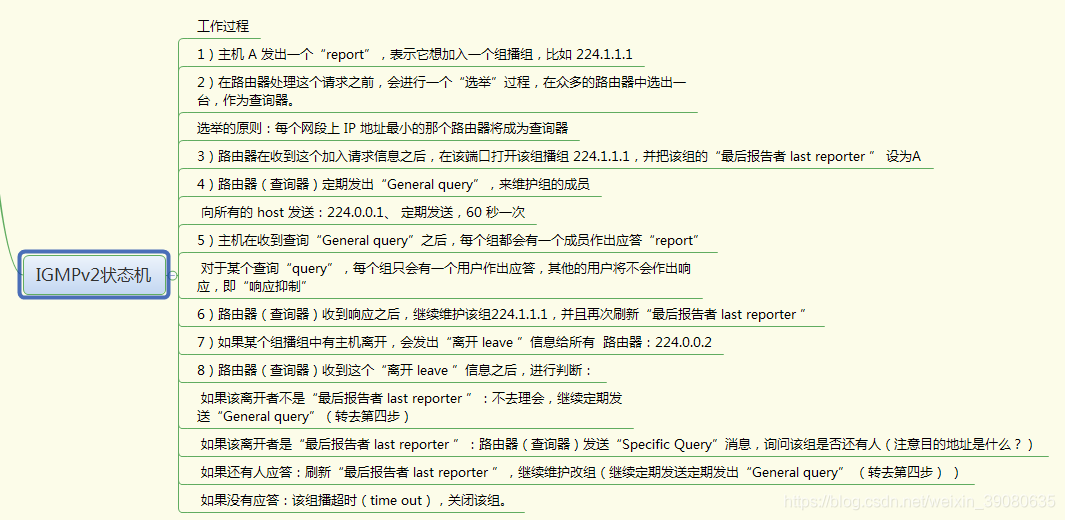 工作过程
1）主机 A 发出一个“report”，表示它想加入一个组播组，比如 224.1.1.1
2）在路由器处理这个请求之前，会进行一个“选举”过程，在众多的路由器中选出一
台，作为查询器。
选举的原则：每个网段上 IP 地址最小的那个路由器将成为查询器
3）路由器在收到这个加入请求信息之后，在该端口打开该组播组 224.1.1.1，并把该组的“最后报告者 last reporter ” 设为A
4）路由器（查询器）定期发出“General query”，来维护组的成员
向所有的 host 发送：224.0.0.1、 定期发送，60 秒一次
5）主机在收到查询“General query”之后，每个组都会有一个成员作出应答“report”
对于某个查询“query”，每个组只会有一个用户作出应答，其他的用户将不会作出响
应，即“响应抑制”
IGMPv2状态机
6）路由器（查询器）收到响应之后，继续维护该组224.1.1.1，并且再次刷新“最后报告者 last reporter ”
7）如果某个组播组中有主机离开，会发出“离开 leave ”信息给所有 路由器：224.0.0.2
8）路由器（查询器）收到这个“离开 leave ”信息之后，进行判断：
如果该离开者不是“最后报告者 last reporter ”：不去理会，继续定期发
送“General query”（转去第四步）
如果该离开者是“最后报告者 last reporter ”：路由器（查询器）发送“Specific Query”消息，询问该组是否还有人（注意目的地址是什么？）
如果还有人应答：刷新“最后报告者 last reporter ”，继续维护改组（继续定期发送定期发出“General query”（转去第四步））
如果没有应答：该组播超时（time out），关闭该组。
https://blog.csdn.net/weixin_39080635